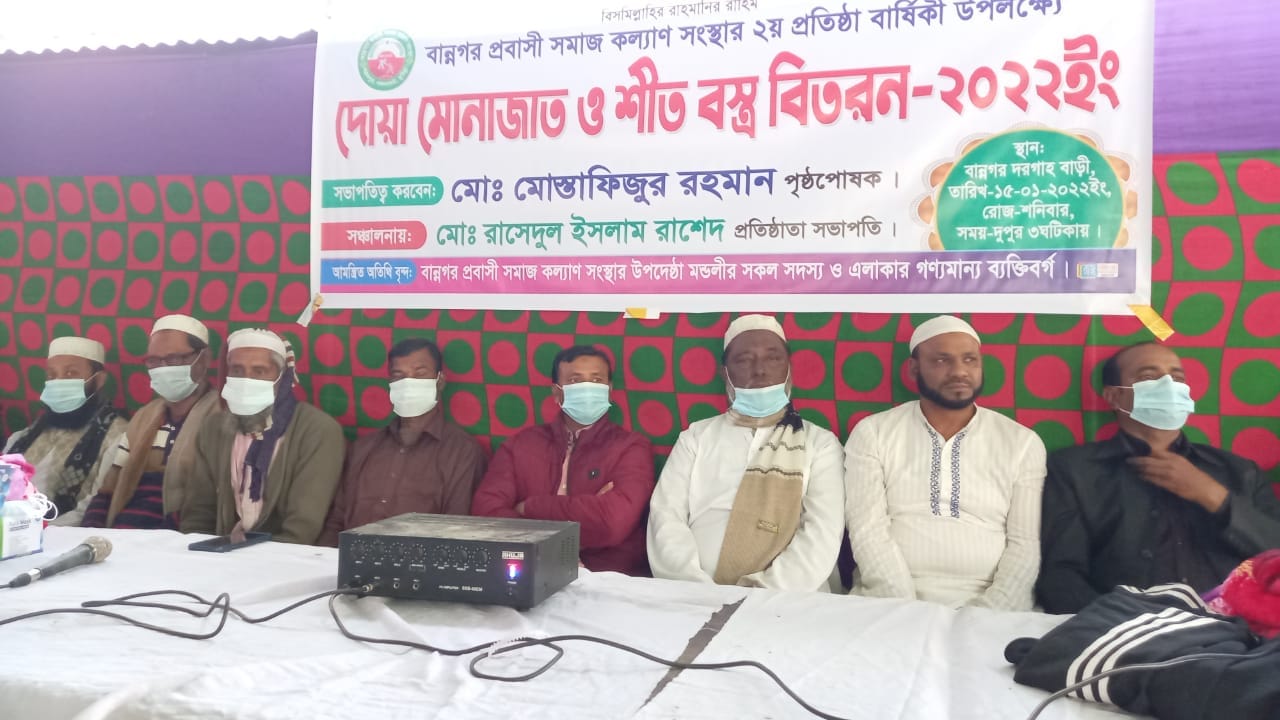 বিসমিল্লাহির রাহমানির রাহিম
বান্নগর প্রবাসী সমাজ কল্যাণ সংস্থার ২য় প্রতিষ্ঠা বার্ষিকী উপলক্ষ্যে
দোয়া মোনাজাত ও শীত বস্ত্র বিতরন-২০২২ইং
সভাপতিত্ব করবেন: মোঃ মোস্তাফিজুর রহমান পৃষ্ঠপোষক ।
সঞ্চালনায়: মোঃ রাসেদুল ইসলাম রাশেদ প্রতিষ্ঠাতা সভাপতি ।
স্থান:
বান্নগর দরগাহ বাড়ী,
তারিখ-১৫-০১-২০২২ইং,
রোজ-শনিবার,
সময়-দুপুর ৩ঘটিকায় ।
আমন্ত্রিত অতিথি বৃন্দ: বান্নগর প্রবাসী সমাজ কল্যাণ সংস্থার উপদেষ্ঠা মন্ডলীর সকল সদস্য ও এলাকার গণ্যমান্য ব্যক্তিবর্গ ।
AHUJA